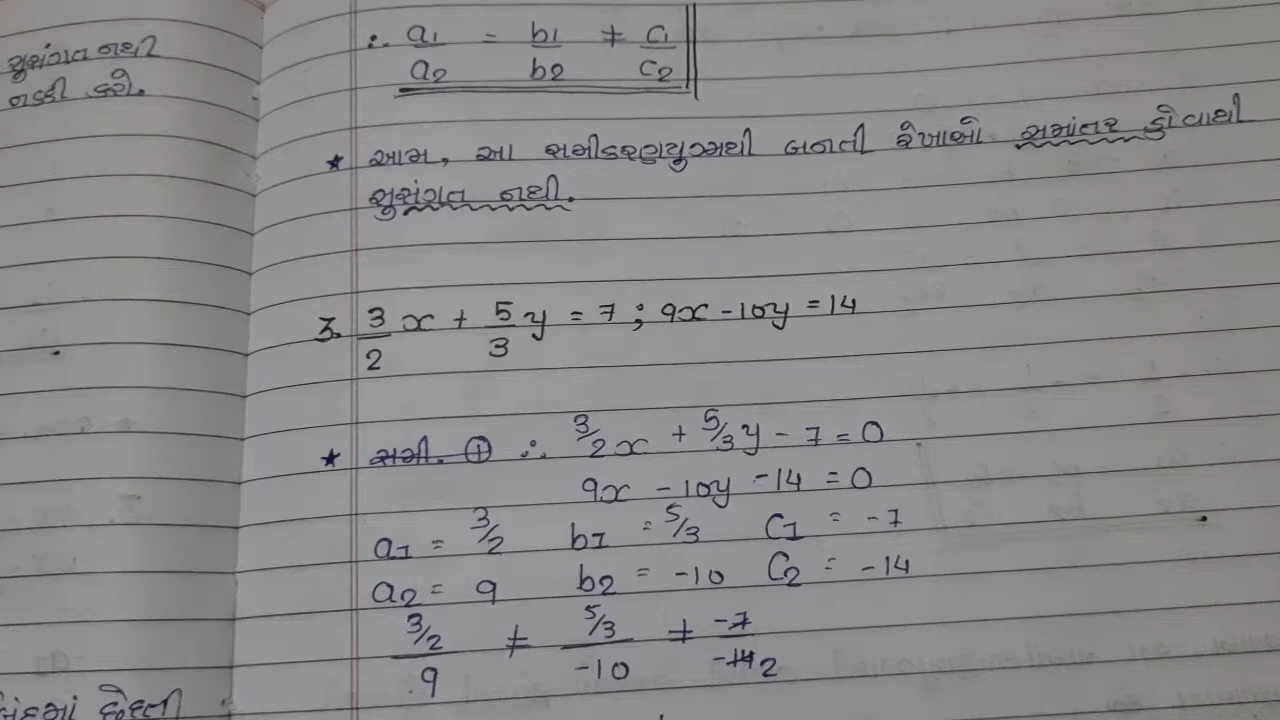 સુસંગત નથી
નક્કી કરો.
∴ a1/a2 = b1/b2 ≠ c1/c2
* આમ, આ સમીકરણયુગ્મથી બનતી રેખાઓ સમાંતર હોવાથી
સુસંગત નથી.
3. 3/2 x + 5/3 y = 7 ; 9x - 10y = 14
* સમી. ① ∴ 3/2x + 5/3y - 7 = 0
9x - 10y - 14 = 0
a1 = 3/2 b1 = 5/3 C1 = -7
a2 = 9 b2 = -10 C2 = -14
3/2 / 9 ≠ 5/3 / -10 ≠ -7 / -14 2